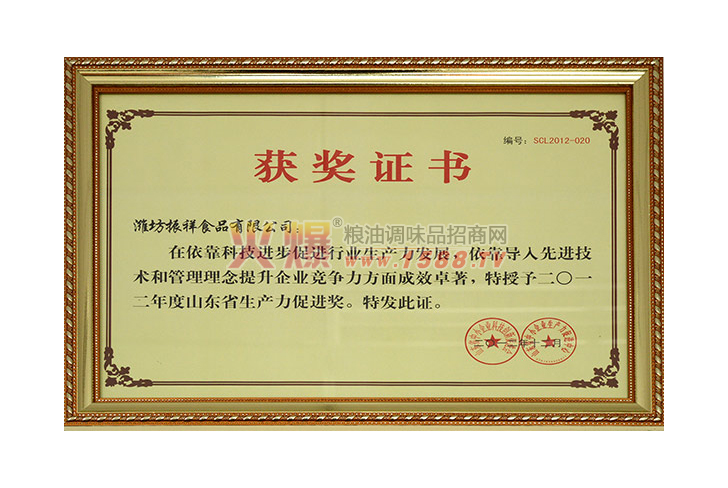 编号：SCL2012-020
获奖证书
潍坊振祥食品有限公司：
在依靠科技进步促进行业生产力发展、依靠导入先进技
术和管理理念提升企业竞争力方面成效卓著，特授予二〇一
二年度山东省生产力促进奖。特发此证。
火爆®粮油调味品招商网
www.1588.TV